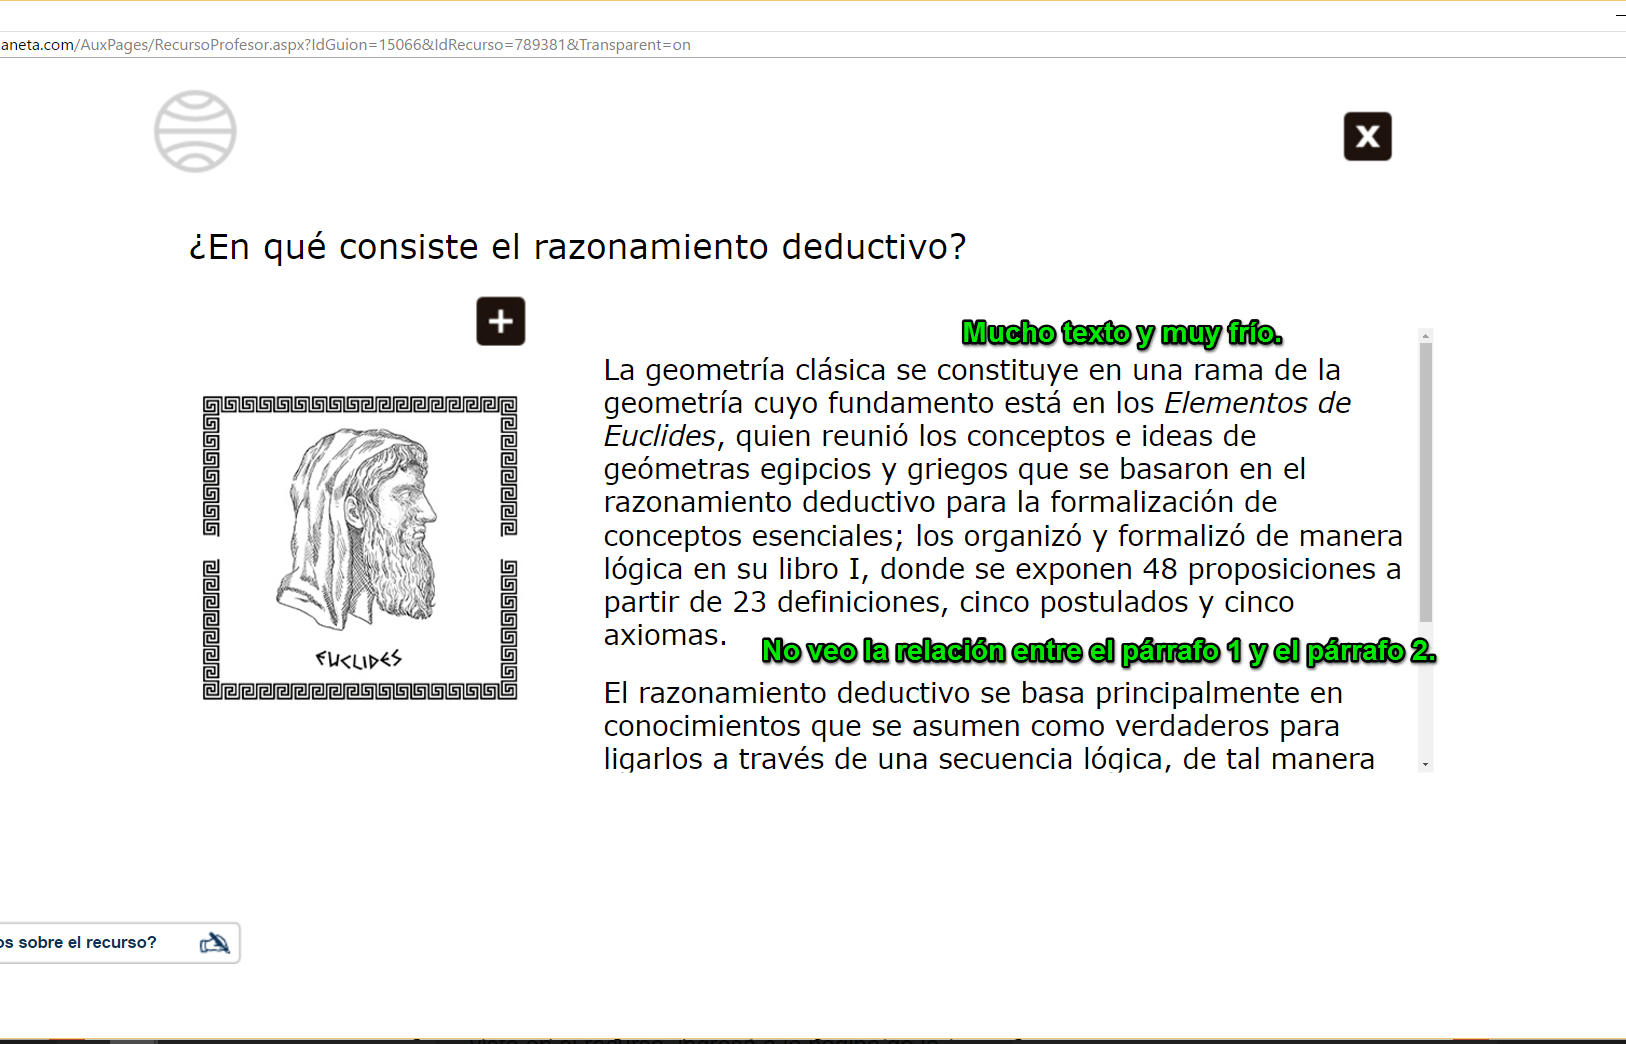 aneta.com/AuxPages/RecursoProfesor.aspx?IdGuion=15066&IdRecurso=789381&Transparent=on
X
¿En qué consiste el razonamiento deductivo?
+
Mucho texto y muy frío.
La geometría clásica se constituye en una rama de la
geometría cuyo fundamento está en los Elementos de
Euclides, quien reunió los conceptos e ideas de
geómetras egipcios y griegos que se basaron en el
razonamiento deductivo para la formalización de
conceptos esenciales; los organizó y formalizó de manera
lógica en su libro I, donde se exponen 48 proposiciones a
partir de 23 definiciones, cinco postulados y cinco
axiomas.
No veo la relación entre el párrafo 1 y el párrafo 2.
El razonamiento deductivo se basa principalmente en
conocimientos que se asumen como verdaderos para
ligarlos a través de una secuencia lógica, de tal manera
EUCLIDES
os sobre el recurso?